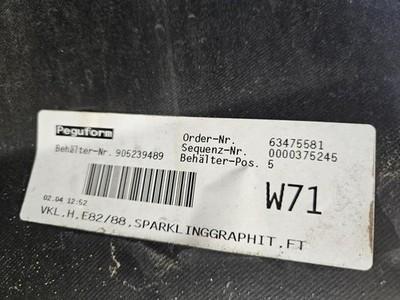 Peguform
Order-Nr. 63475581
Behälter-Nr. 905239489
Sequenz-Nr. 0000375245
Behälter-Pos. 5
W71
02.04 12:52
VKL.H.E82/88,SPARKLINGGRAPHIT,FT